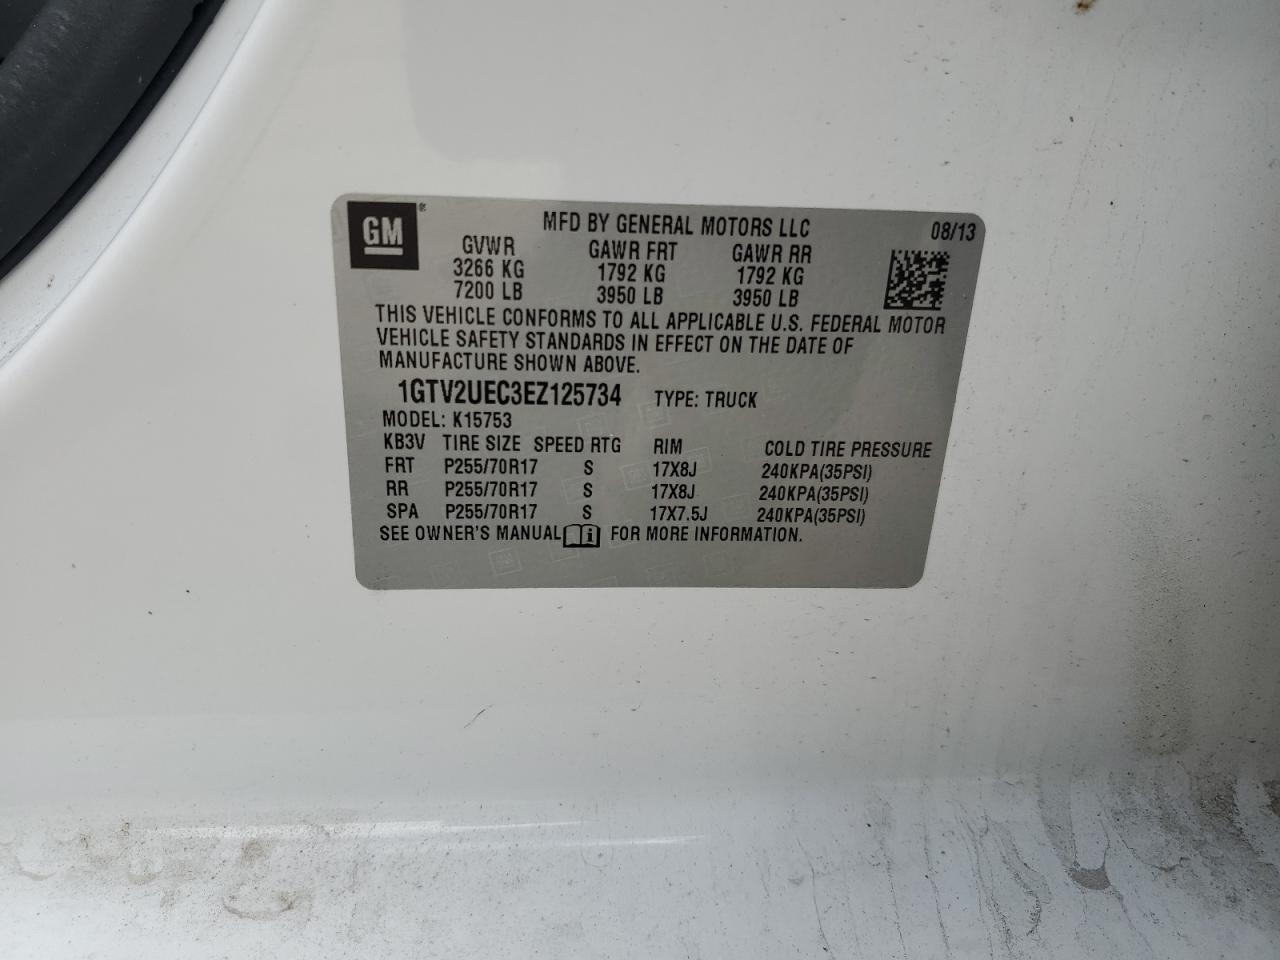 GM®
MFD BY GENERAL MOTORS LLC 08/13
GVWR GAWR FRT GAWR RR
3266 KG 1792 KG 1792 KG
7200 LB 3950 LB 3950 LB
THIS VEHICLE CONFORMS TO ALL APPLICABLE U.S. FEDERAL MOTOR
VEHICLE SAFETY STANDARDS IN EFFECT ON THE DATE OF
MANUFACTURE SHOWN ABOVE.
1GTV2UEC3EZ125734 TYPE: TRUCK
MODEL: K15753
KB3V TIRE SIZE SPEED RTG RIM COLD TIRE PRESSURE
FRT P255/70R17 S 17X8J 240KPA(35PSI)
RR P255/70R17 S 17X8J 240KPA(35PSI)
SPA P255/70R17 S 17X7.5J 240KPA(35PSI)
SEE OWNER'S MANUAL i FOR MORE INFORMATION.